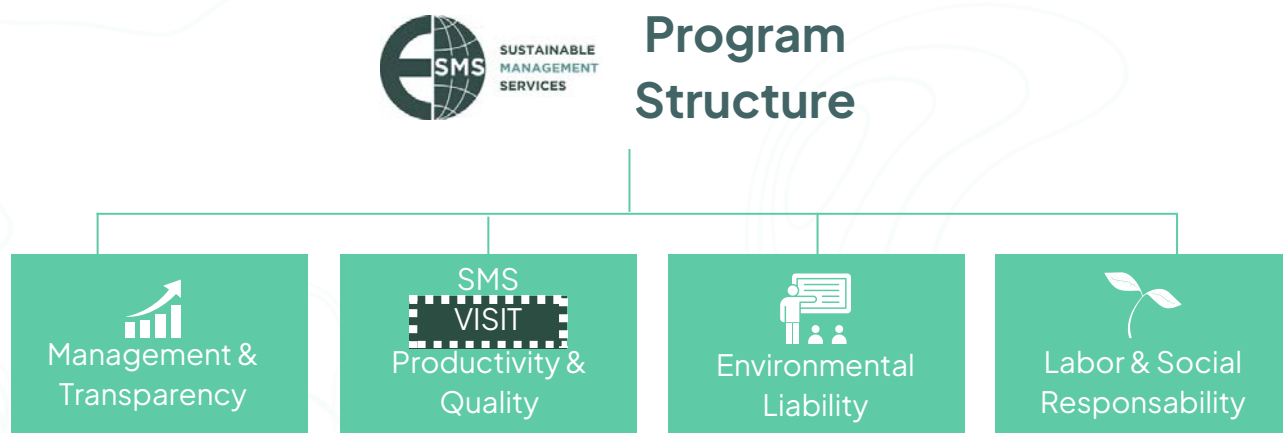 SMS
SUSTAINABLE
MANAGEMENT
SERVICES
Program
Structure
Management &
Transparency
SMS
VISIT
Productivity &
Quality
Environmental
Liability
Labor & Social
Responsability